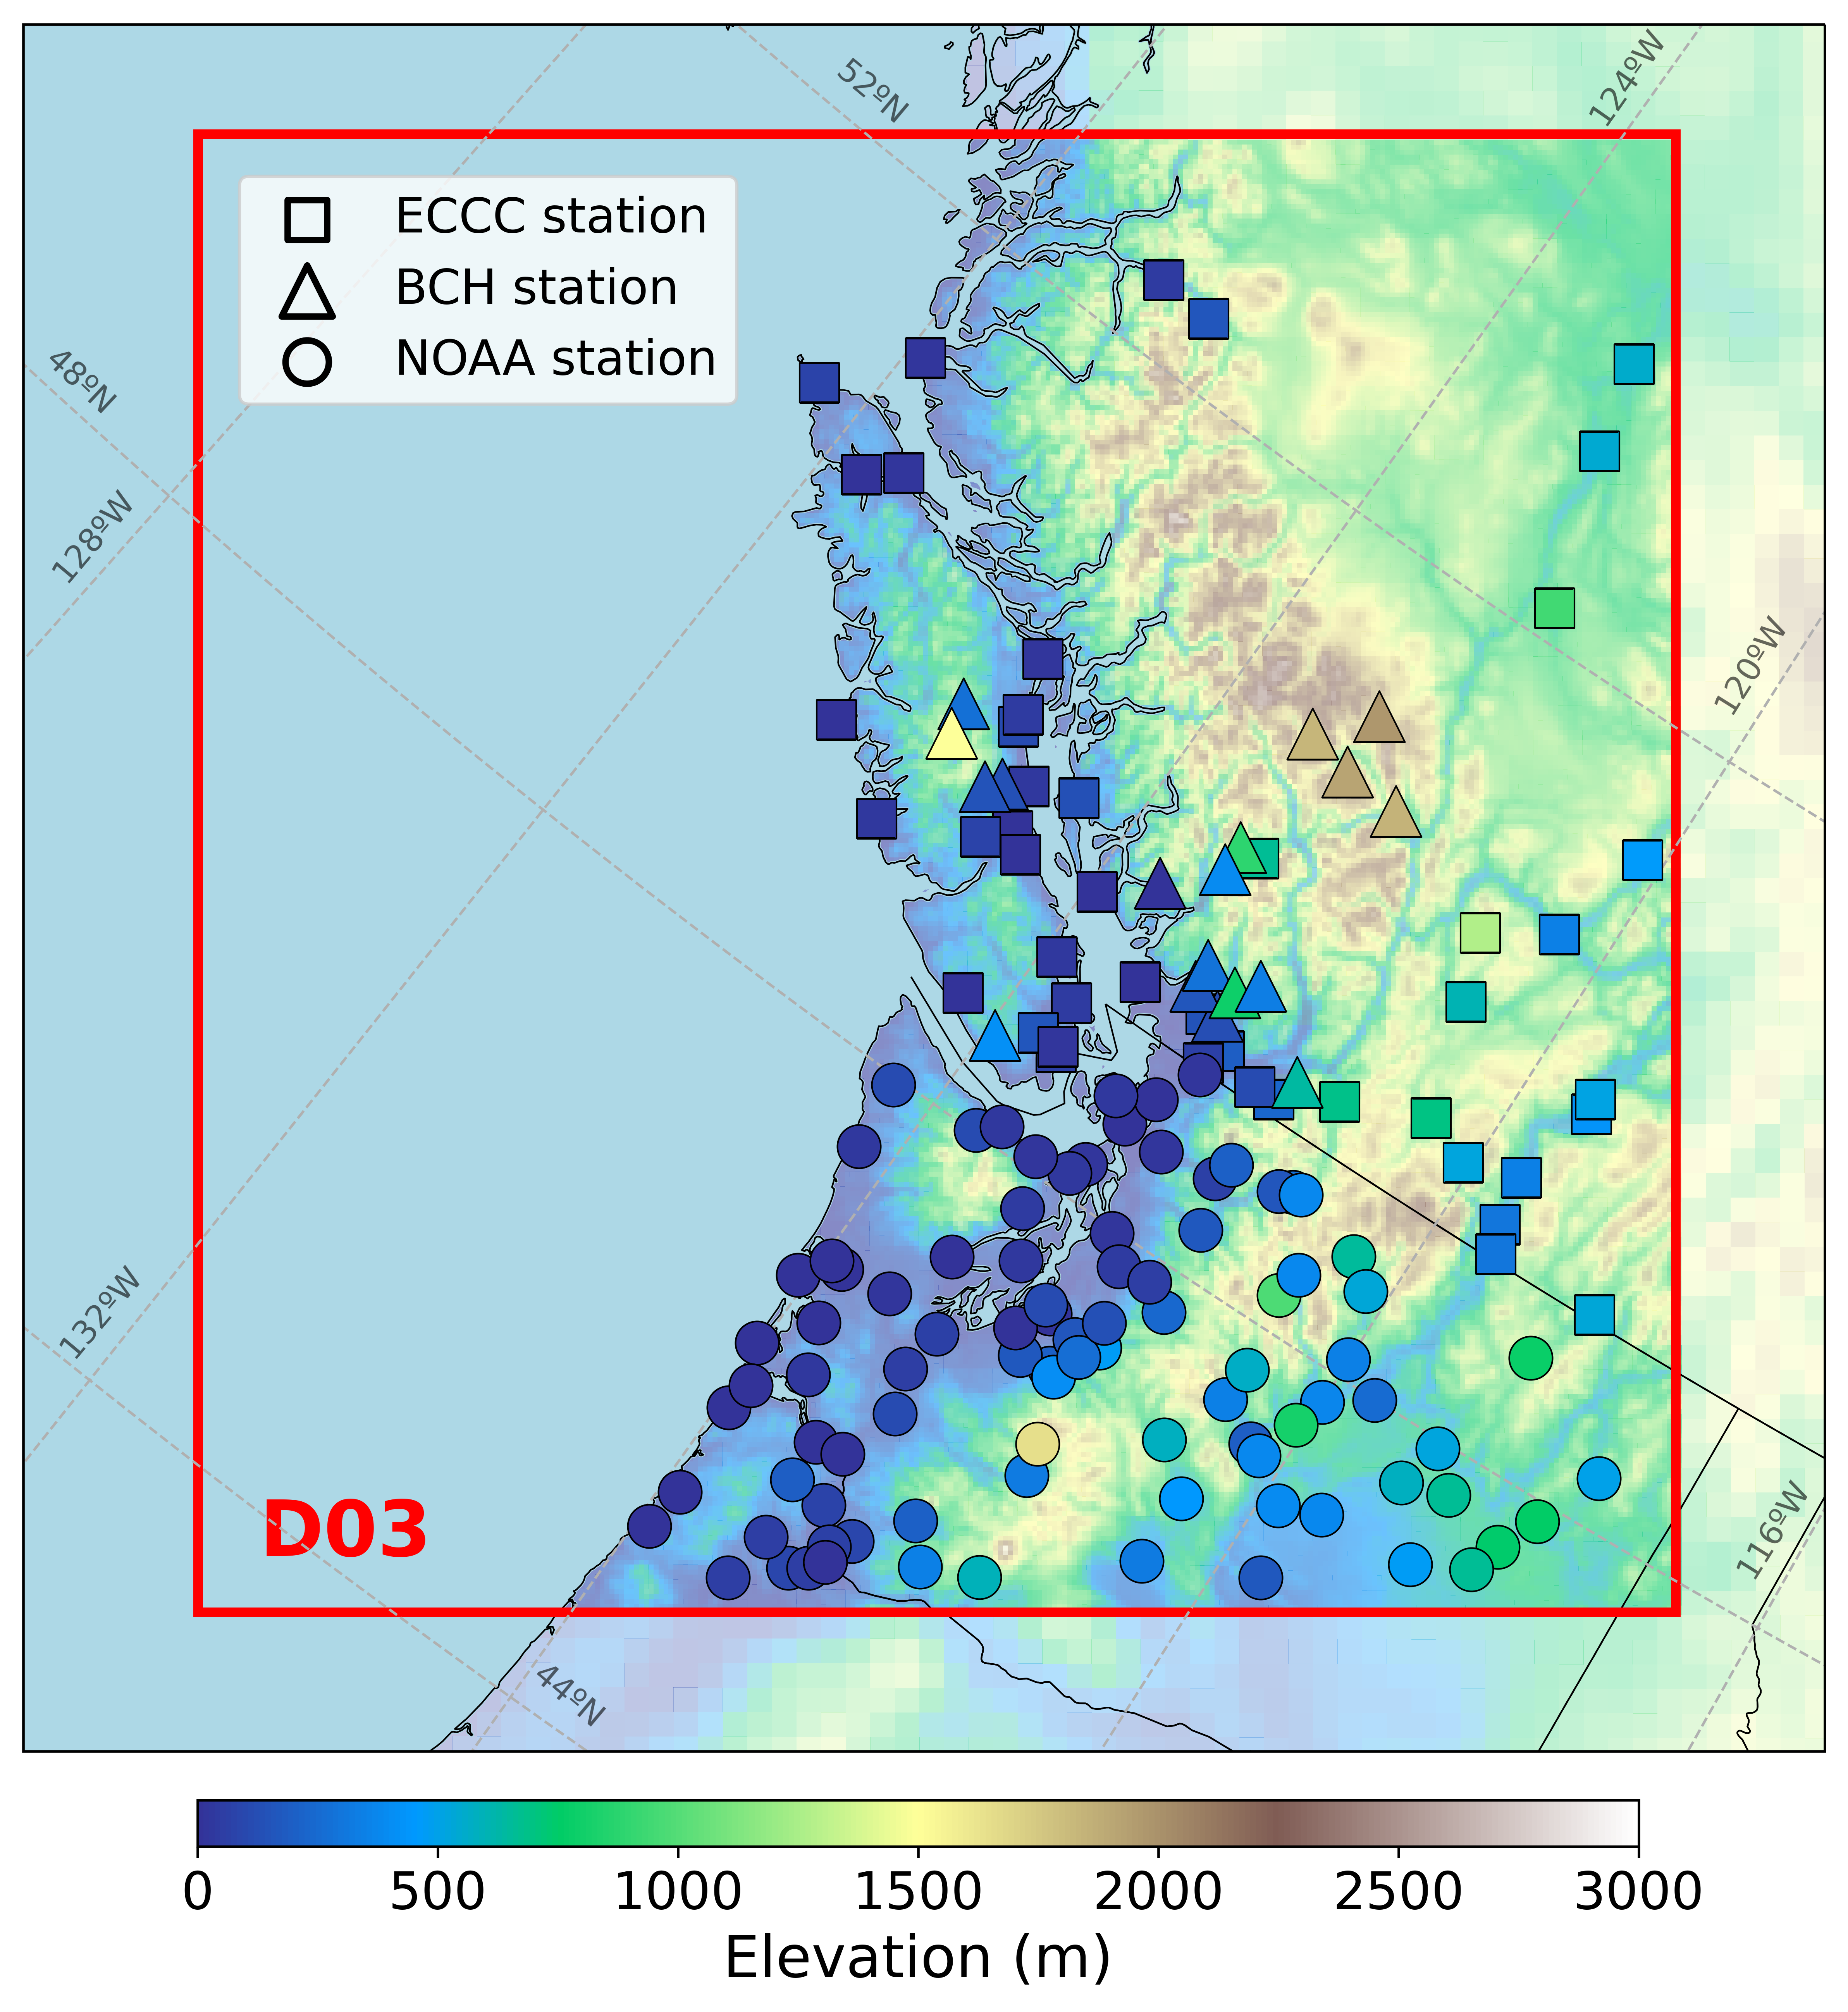 52ºN
124ºW
ECCC station
BCH station
NOAA station
48ºN
128ºW
120ºW
132ºW
D03
116ºW
44ºN
0 500 1000 1500 2000 2500 3000
Elevation (m)